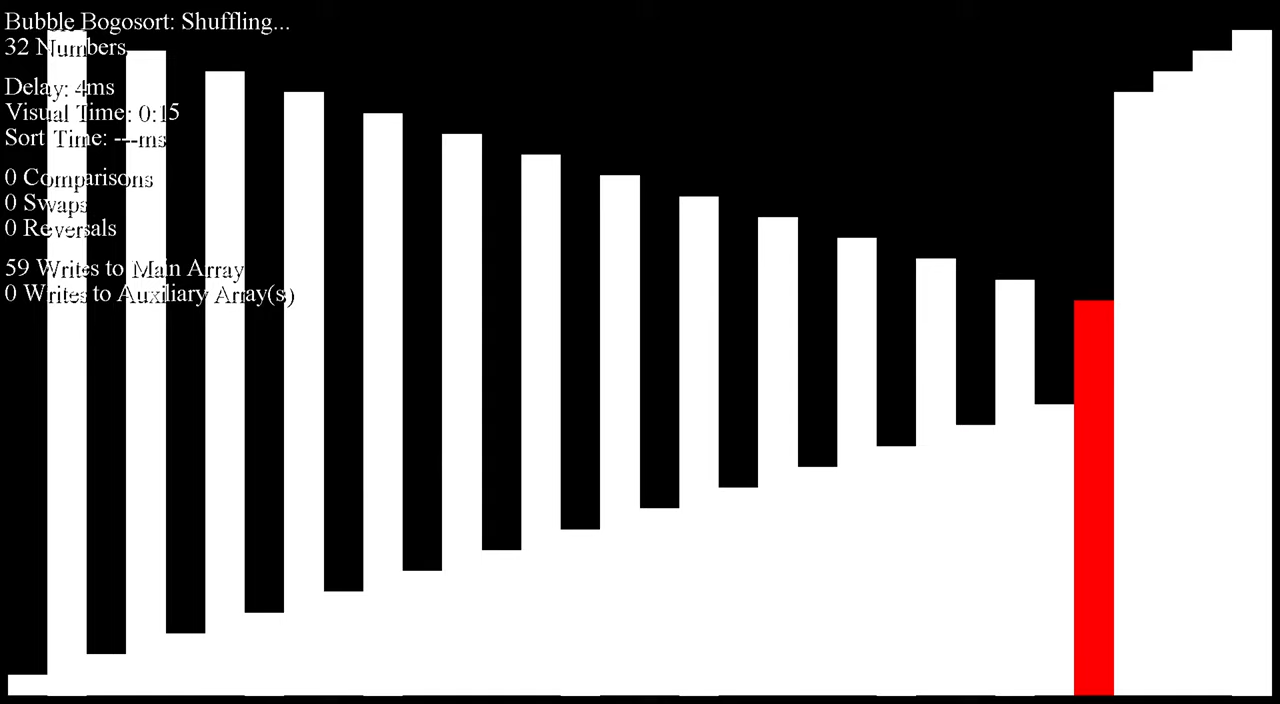 Bubble Bogosort: Shuffling...
32 Numbers
Delay: 4ms
Visual Time: 0:15
Sort Time: ---ms
0 Comparisons
0 Swaps
0 Reversals
59 Writes to Main Array
0 Writes to Auxiliary Array(s)